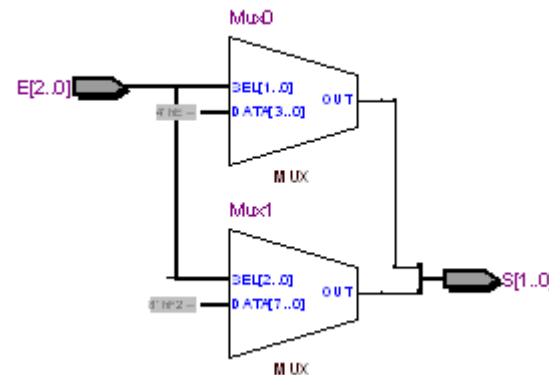 Mux0
E[2..0]
SEL[1..0]
OUT
DATA[3..0]
MUX
Mux1
SEL[2..0]
OUT
DATA[7..0]
S[1..0
MUX